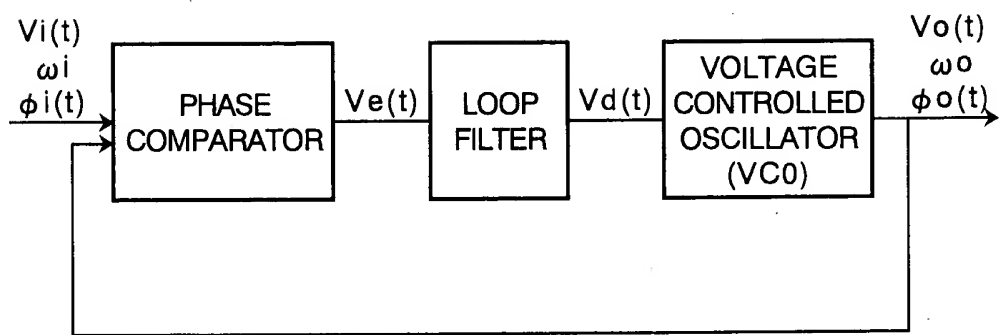 Vi(t)
ωi
ϕi(t)
PHASE
COMPARATOR
Ve(t)
LOOP
FILTER
Vd(t)
VOLTAGE
CONTROLLED
OSCILLATOR
(VC0)
Vo(t)
ωo
ϕo(t)